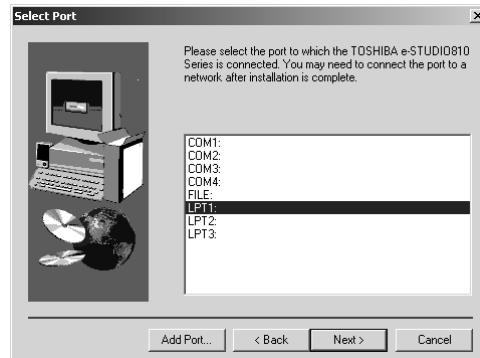 Select Port
Please select the port to which the TOSHIBA e-STUDIO810
Series is connected. You may need to connect the port to a
network after installation is complete.
COM1:
COM2:
COM3:
COM4:
FILE:
LPT1:
LPT2:
LPT3:
Add Port... < Back Next > Cancel